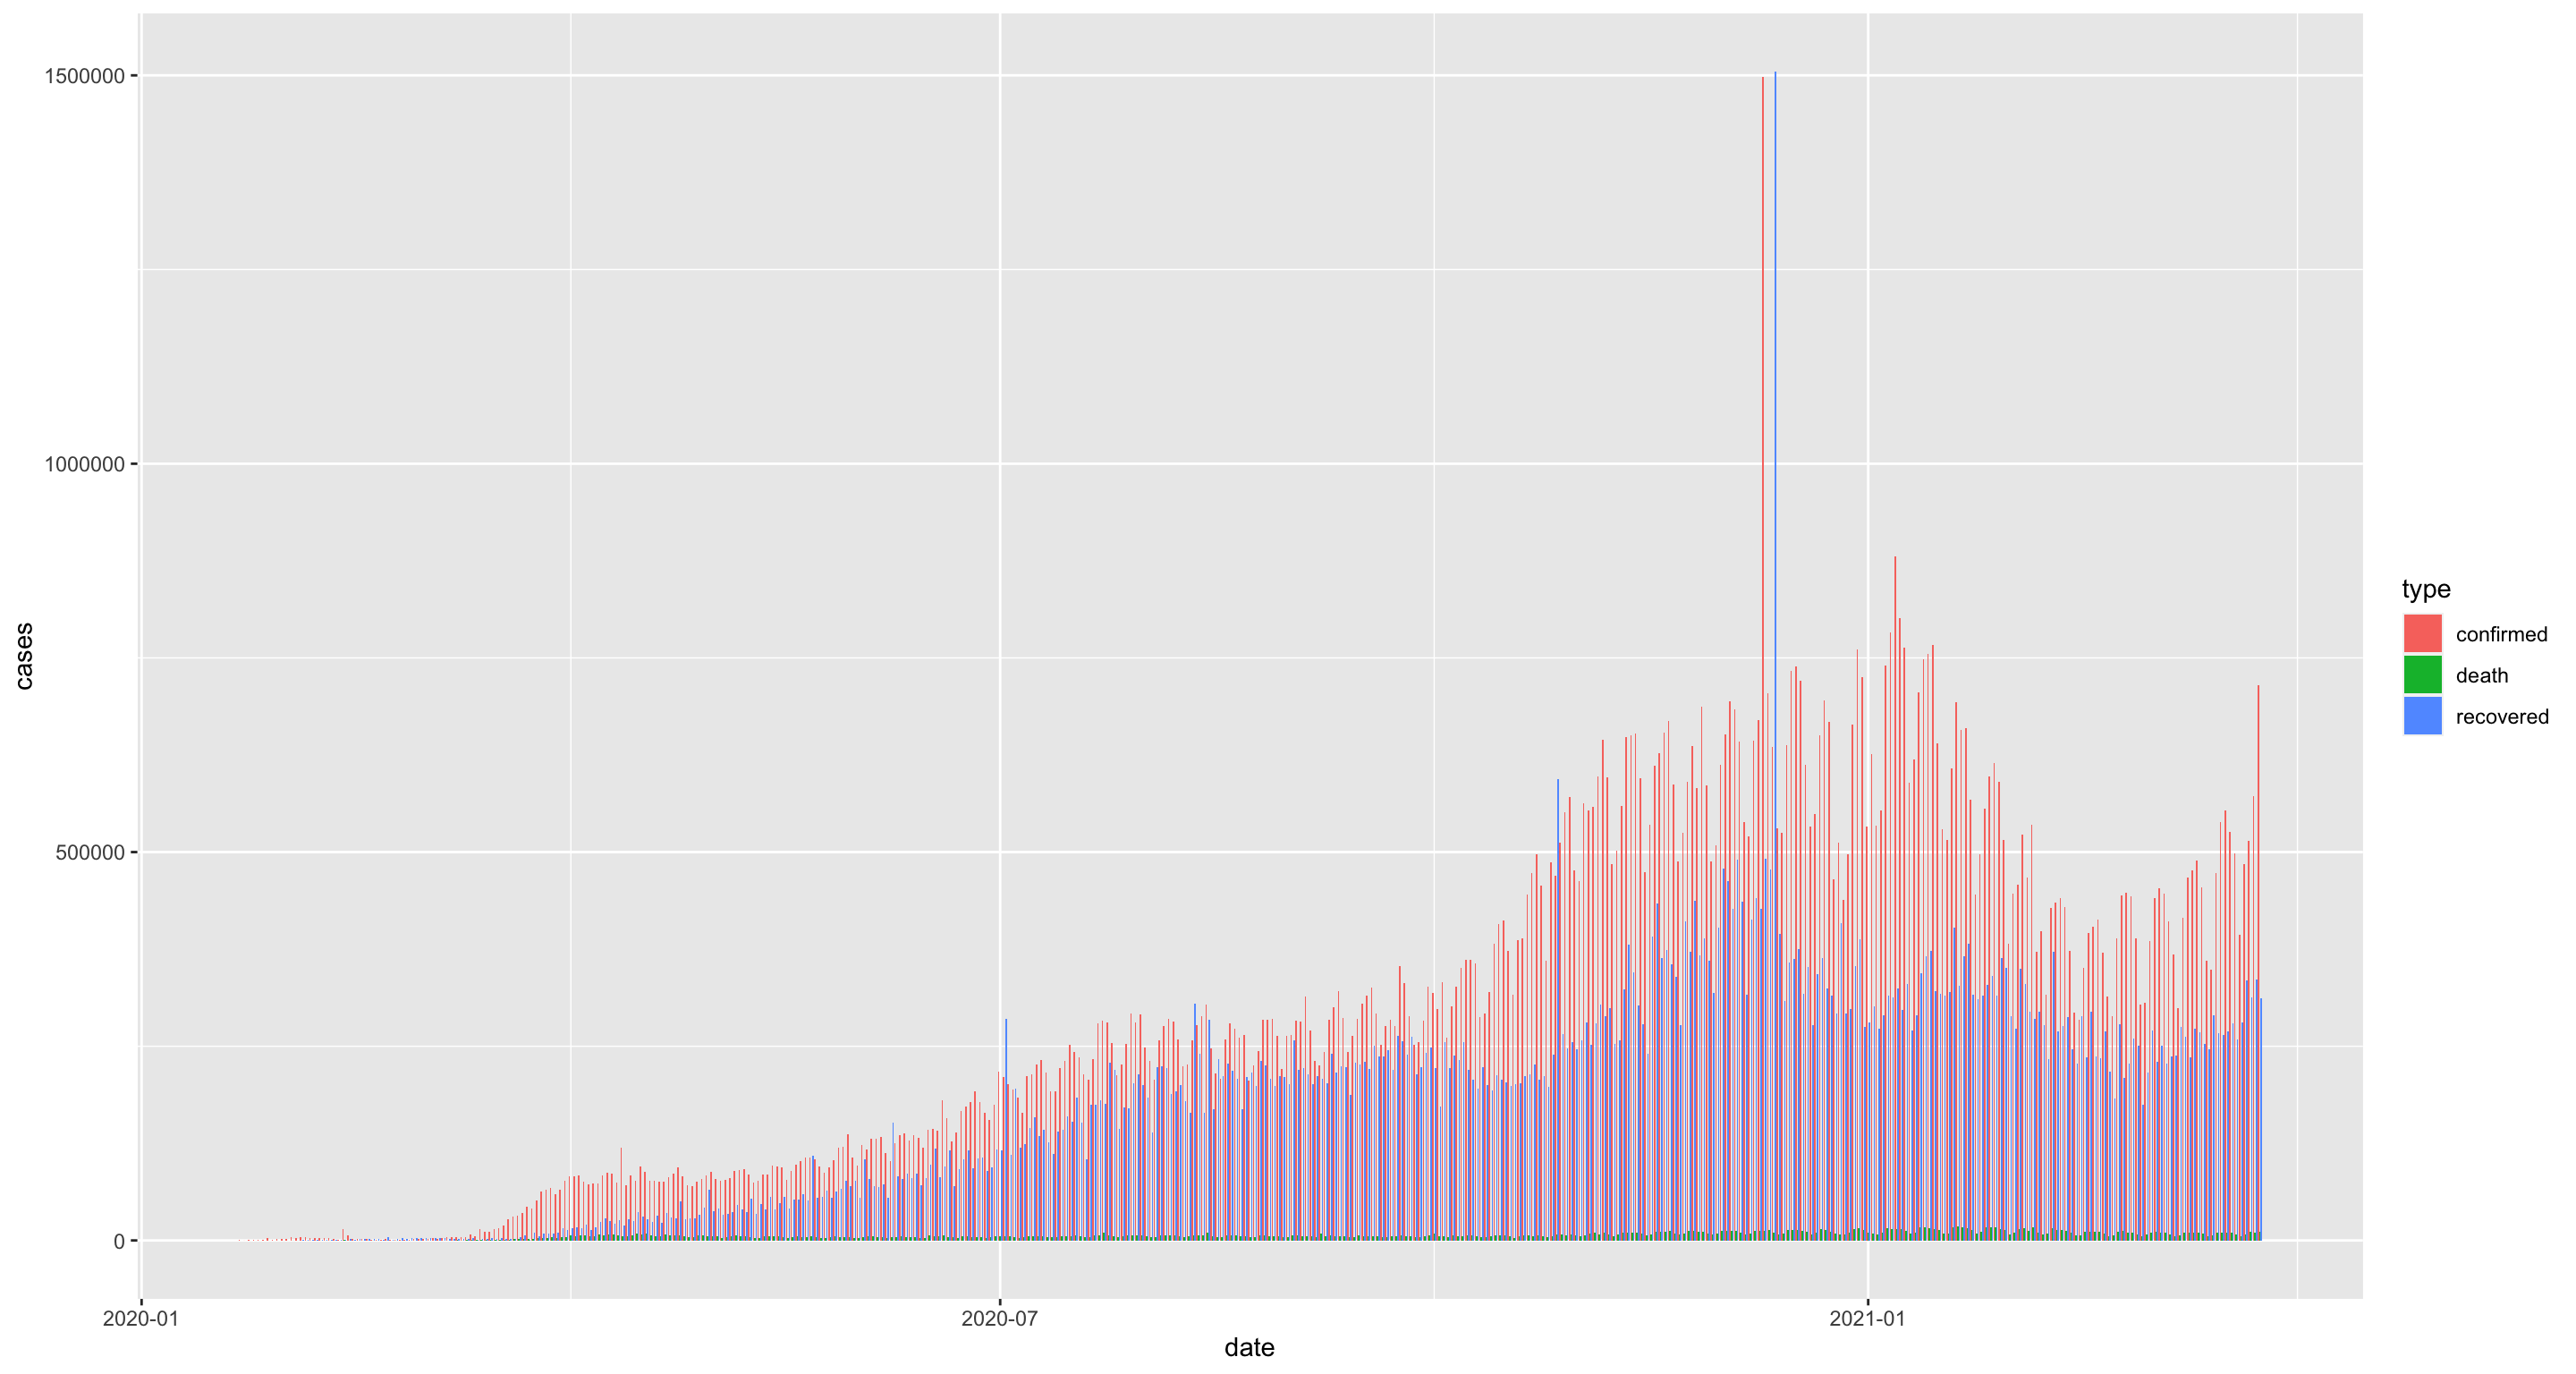 1500000
1000000
500000
0
cases
2020-01
2020-07
2021-01
date
type
confirmed
death
recovered